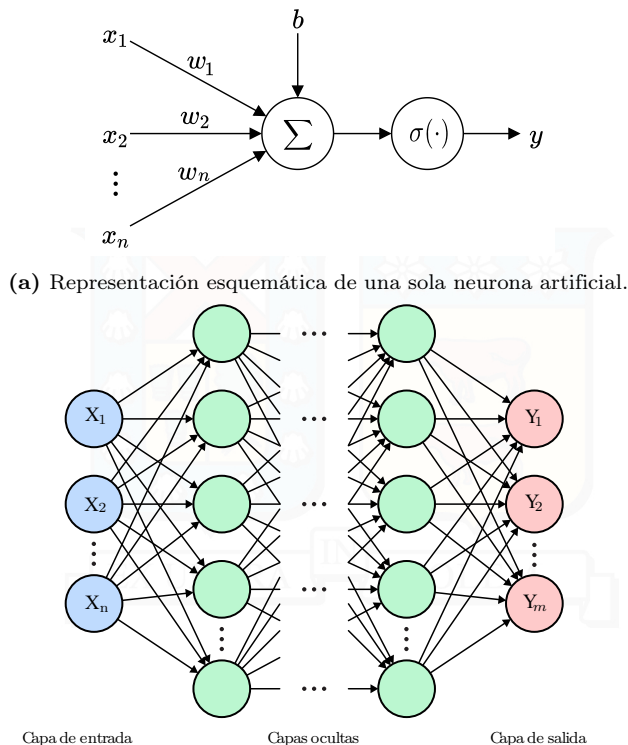 b
x₁
w₁
x₂ w₂ ∑ σ(·) y
⋮
wₙ
xₙ
(a) Representación esquemática de una sola neurona artificial.
⋯
X₁ ⋯ Y₁
X₂ ⋯ Y₂
⋮ ⋮
⋯
Xₙ Yₘ
⋮ ⋮
⋯
Capa de entrada Capas ocultas Capa de salida